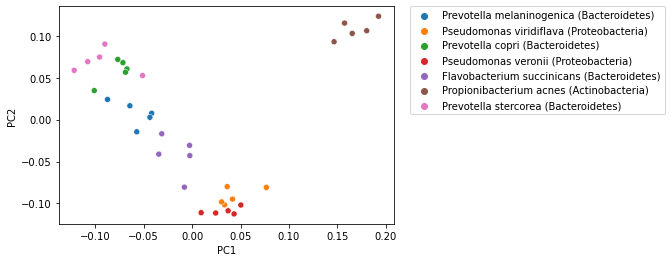 Prevotella melaninogenica (Bacteroidetes)
Pseudomonas viridiflava (Proteobacteria)
Prevotella copri (Bacteroidetes)
Pseudomonas veronii (Proteobacteria)
Flavobacterium succinicans (Bacteroidetes)
Propionibacterium acnes (Actinobacteria)
Prevotella stercorea (Bacteroidetes)
0.10
0.05
0.00
−0.05
−0.10
PC2
−0.10 −0.05 0.00 0.05 0.10 0.15 0.20
PC1